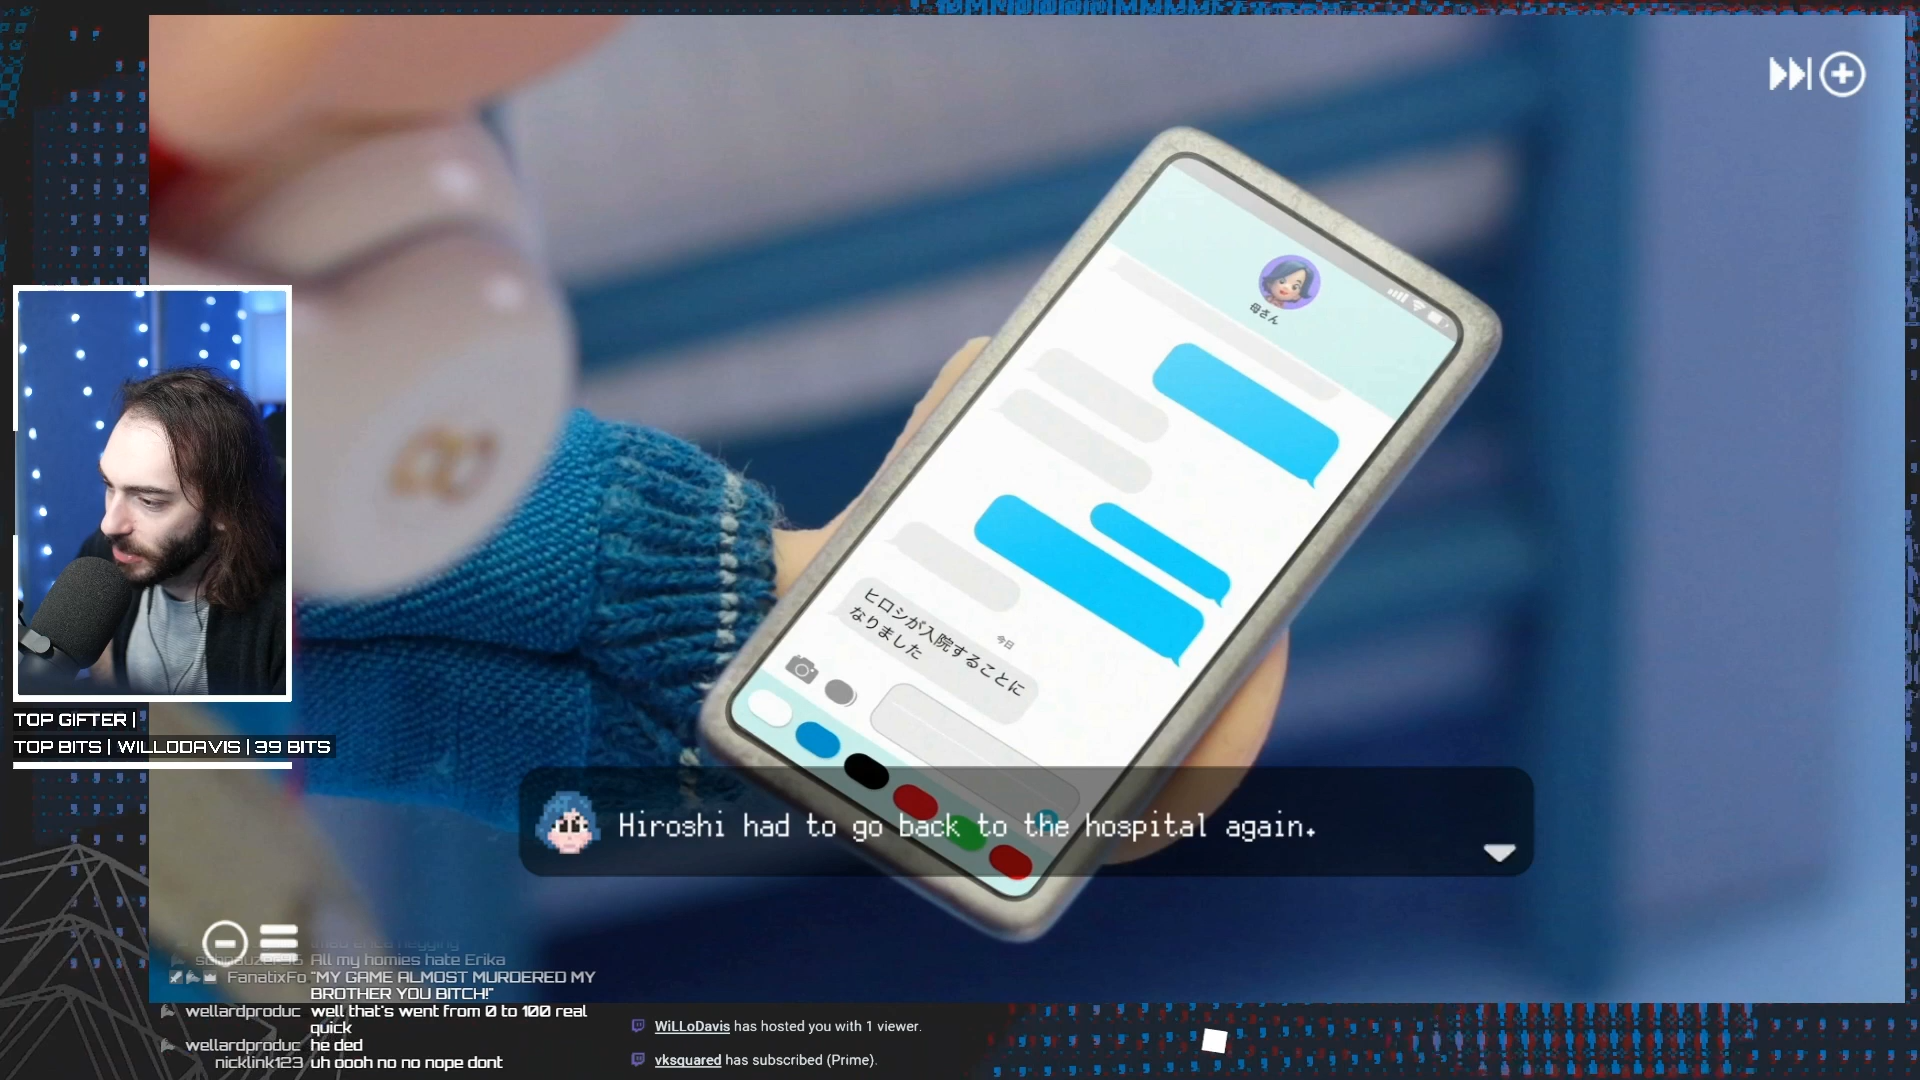 母さん
今日
ヒロシが入院することに
なりました
Hiroshi had to go back to the hospital again.
TOP GIFTER |
TOP BITS | WILLODAVIS | 39 BITS
schnauzer96 All my homies hate Erika
FanatixFo "MY GAME ALMOST MURDERED MY
BROTHER YOU BITCH!"
wellardproduc well that's went from 0 to 100 real
quick
wellardproduc he ded
nicklink123 uh oooh no no nope dont
WiLLoDavis has hosted you with 1 viewer.
vksquared has subscribed (Prime).